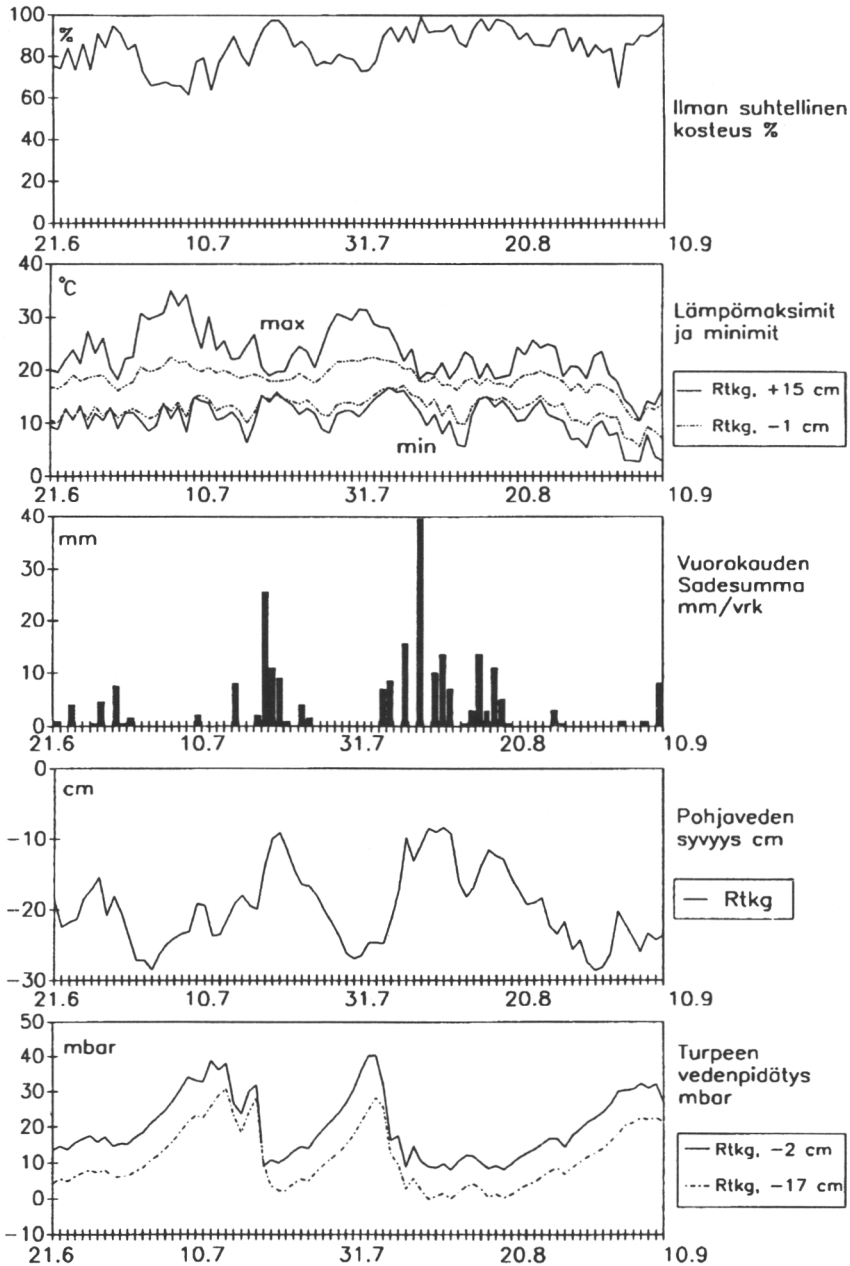 100
%
80
60
40
20
0
21.6 10.7 31.7 20.8 10.9
Ilman suhtellinen
kosteus %
40
°C
30
20
10
0
max
min
21.6 10.7 31.7 20.8 10.9
Lämpömaksimit
ja minimit
Rtkg, +15 cm
Rtkg, −1 cm
40
mm
30
20
10
0
21.6 10.7 31.7 20.8 10.9
Vuorokauden
Sadesumma
mm/vrk
0
cm
−10
−20
−30
21.6 10.7 31.7 20.8 10.9
Pohjaveden
syvyys cm
Rtkg
50
mbar
40
30
20
10
0
−10
21.6 10.7 31.7 20.8 10.9
Turpeen
vedenpidätys
mbar
Rtkg, −2 cm
Rtkg, −17 cm